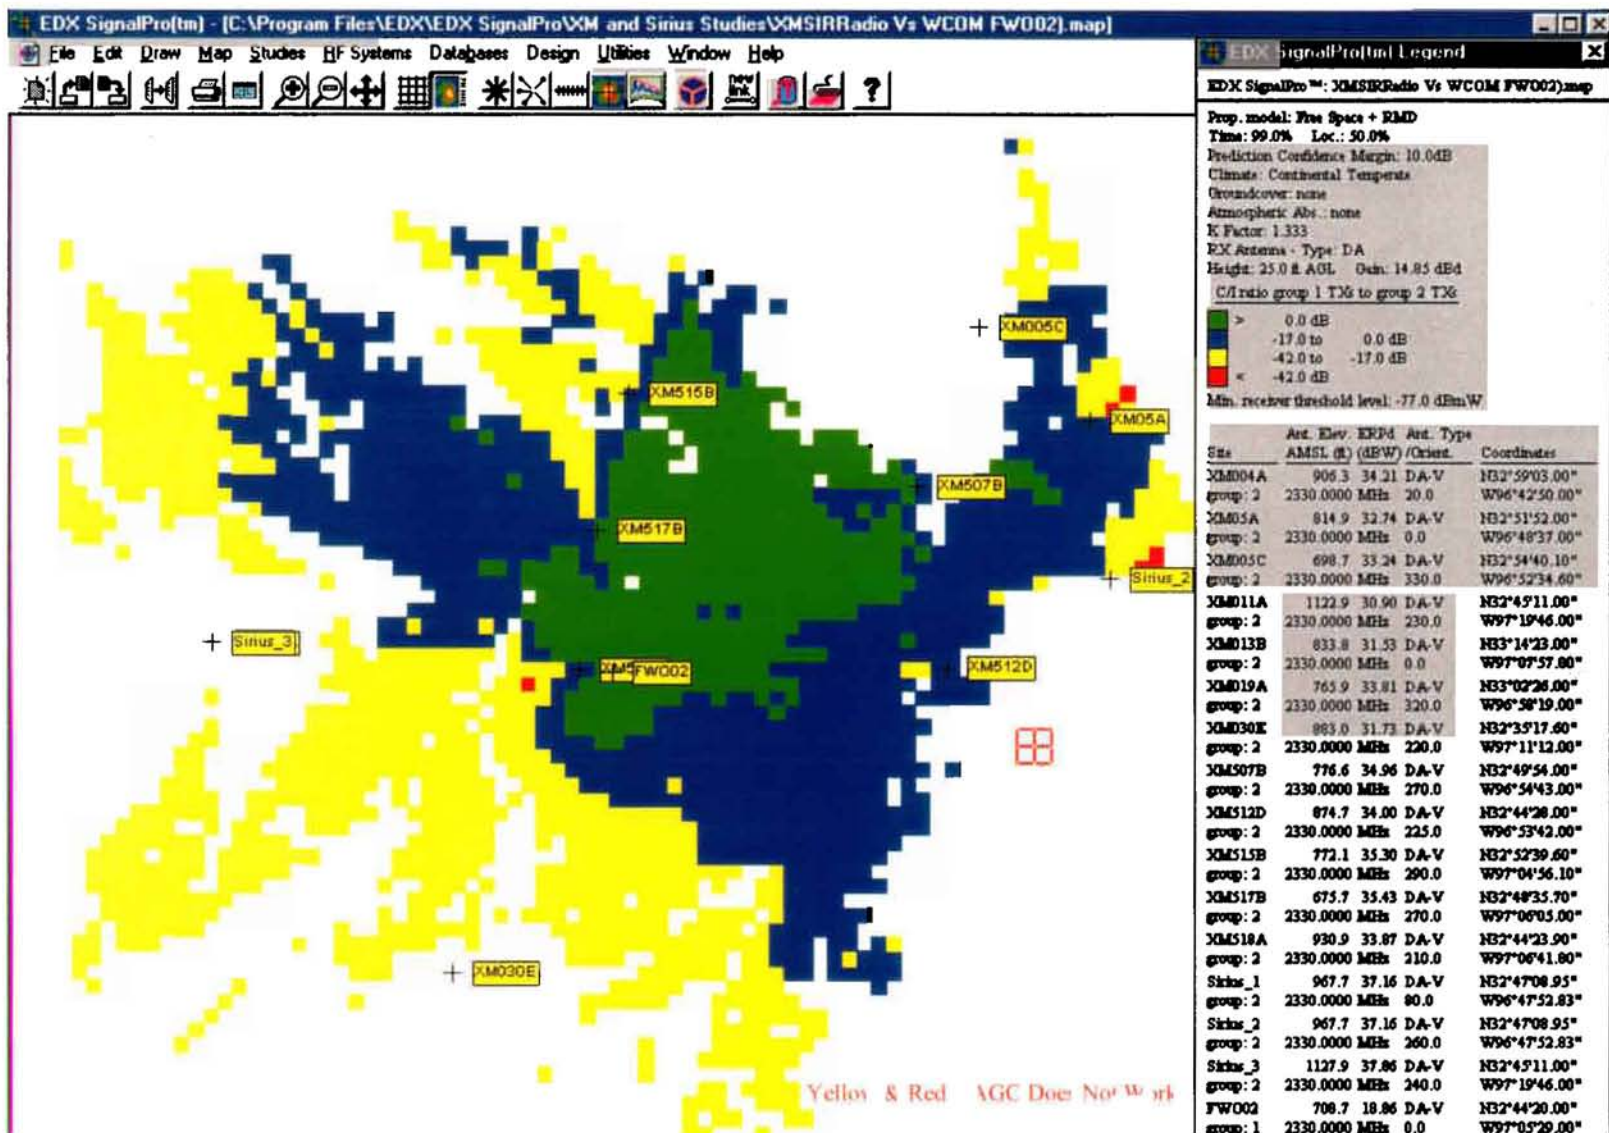 EDX SignalPro(tm) - [C:\Program Files\EDX\EDX SignalPro\XM and Sirius Studies\XMSIRRadio Vs WCOM FWO02).map]
File Edit Draw Map Studies RF Systems Databases Design Utilities Window Help
new link
?
XM005C
XM515B
XM05A
XM507B
XM517B
Sirius_2
Sirius_3
FWO02
XM512D
XM030E
Yellow & Red AGC Does Not Work
EDX SignalPro(tm) Legend
EDX SignalPro™: XMSIRRadio Vs WCOM FWO02).map
Prop. model: Free Space + RMD
Time: 99.0% Loc.: 50.0%
Prediction Confidence Margin: 10.0dB
Climate: Continental Temperate
Groundcover: none
Atmospheric Abs.: none
K Factor: 1.333
RX Antenna - Type: DA
Height: 25.0 ft AGL Gain: 14.85 dBd
C/I ratio group 1 TXs to group 2 TXs
> 0.0 dB
-17.0 to 0.0 dB
-42.0 to -17.0 dB
< -42.0 dB
Min. receiver threshold level: -77.0 dBmW
Ant. Elev. ERPd Ant. Type
Site AMSL (ft) (dBW) /Orient. Coordinates
XM004A 906.3 34.21 DA-V N32°59'03.00"
group: 2 2330.0000 MHz 20.0 W96°42'50.00"
XM05A 814.9 32.74 DA-V N32°51'52.00"
group: 2 2330.0000 MHz 0.0 W96°48'37.00"
XM005C 698.7 33.24 DA-V N32°54'40.10"
group: 2 2330.0000 MHz 330.0 W96°52'34.60"
XM011A 1122.9 30.90 DA-V N32°45'11.00"
group: 2 2330.0000 MHz 230.0 W97°19'46.00"
XM013B 833.8 31.53 DA-V N33°14'23.00"
group: 2 2330.0000 MHz 0.0 W97°07'57.80"
XM019A 765.9 33.81 DA-V N33°02'26.00"
group: 2 2330.0000 MHz 320.0 W96°58'19.00"
XM030E 883.0 31.73 DA-V N32°35'17.60"
group: 2 2330.0000 MHz 220.0 W97°11'12.00"
XM507B 776.6 34.96 DA-V N32°49'54.00"
group: 2 2330.0000 MHz 270.0 W96°54'43.00"
XM512D 874.7 34.00 DA-V N32°44'28.00"
group: 2 2330.0000 MHz 225.0 W96°53'42.00"
XM515B 772.1 35.30 DA-V N32°52'39.60"
group: 2 2330.0000 MHz 290.0 W97°04'56.10"
XM517B 675.7 35.43 DA-V N32°48'35.70"
group: 2 2330.0000 MHz 270.0 W97°06'05.00"
XM518A 930.9 33.87 DA-V N32°44'23.90"
group: 2 2330.0000 MHz 210.0 W97°06'41.80"
Sirius_1 967.7 37.16 DA-V N32°47'08.95"
group: 2 2330.0000 MHz 80.0 W96°47'52.83"
Sirius_2 967.7 37.16 DA-V N32°47'08.95"
group: 2 2330.0000 MHz 260.0 W96°47'52.83"
Sirius_3 1127.9 37.86 DA-V N32°45'11.00"
group: 2 2330.0000 MHz 240.0 W97°19'46.00"
FWO02 708.7 18.86 DA-V N32°44'20.00"
group: 1 2330.0000 MHz 0.0 W97°05'29.00"